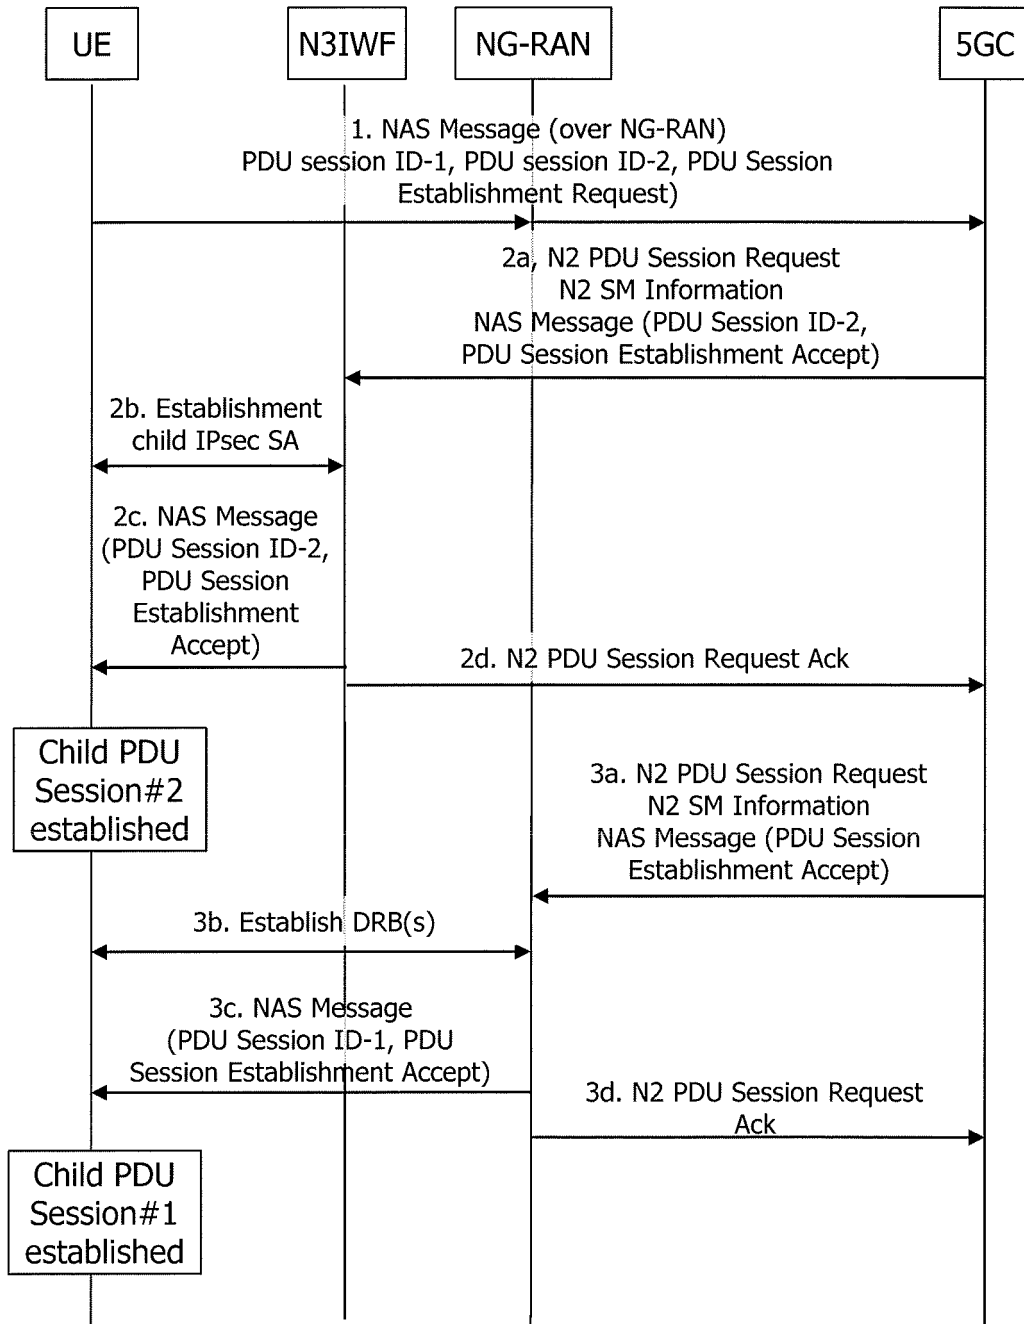 UE
N3IWF
NG-RAN
5GC
1. NAS Message (over NG-RAN)
PDU session ID-1, PDU session ID-2, PDU Session
Establishment Request)
2a, N2 PDU Session Request
N2 SM Information
NAS Message (PDU Session ID-2,
PDU Session Establishment Accept)
2b. Establishment
child IPsec SA
2c. NAS Message
(PDU Session ID-2,
PDU Session
Establishment
Accept)
2d. N2 PDU Session Request Ack
Child PDU
Session#2
established
3a. N2 PDU Session Request
N2 SM Information
NAS Message (PDU Session
Establishment Accept)
3b. Establish DRB(s)
3c. NAS Message
(PDU Session ID-1, PDU
Session Establishment Accept)
3d. N2 PDU Session Request
Ack
Child PDU
Session#1
established